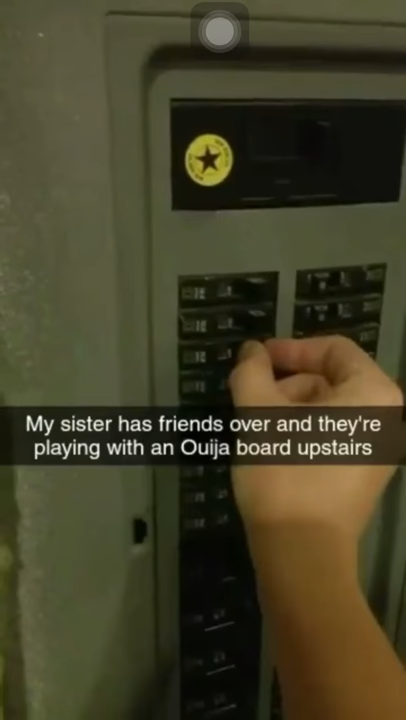 My sister has friends over and they're
playing with an Ouija board upstairs